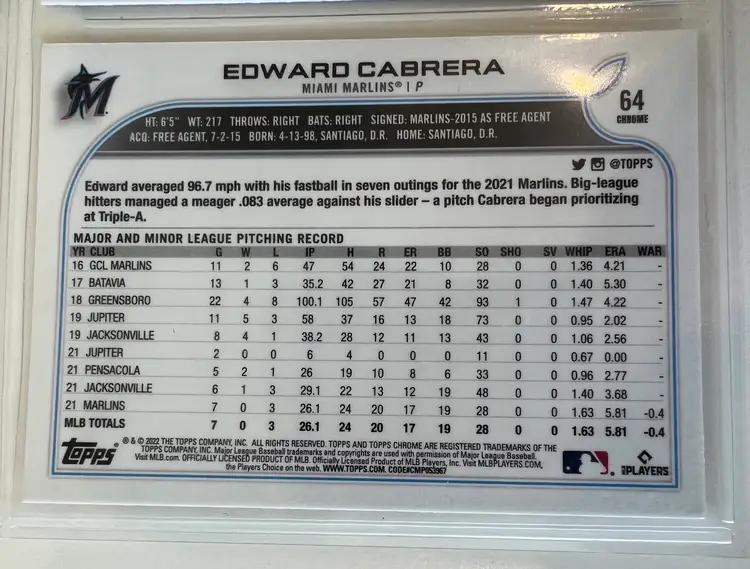 EDWARD CABRERA
MIAMI MARLINS® | P
64
CHROME
HT: 6'5" WT: 217 THROWS: RIGHT BATS: RIGHT SIGNED: MARLINS-2015 AS FREE AGENT
ACQ: FREE AGENT, 7-2-15 BORN: 4-13-98, SANTIAGO, D.R. HOME: SANTIAGO, D.R.
@TOPPS
Edward averaged 96.7 mph with his fastball in seven outings for the 2021 Marlins. Big-league
hitters managed a meager .083 average against his slider – a pitch Cabrera began prioritizing
at Triple-A.
MAJOR AND MINOR LEAGUE PITCHING RECORD
YR CLUB G W L IP H R ER BB SO SHO SV WHIP ERA WAR
16 GCL MARLINS 11 2 6 47 54 24 22 10 28 0 0 1.36 4.21 -
17 BATAVIA 13 1 3 35.2 42 27 21 8 32 0 0 1.40 5.30 -
18 GREENSBORO 22 4 8 100.1 105 57 47 42 93 1 0 1.47 4.22 -
19 JUPITER 11 5 3 58 37 16 13 18 73 0 0 0.95 2.02 -
19 JACKSONVILLE 8 4 1 38.2 28 12 11 13 43 0 0 1.06 2.56 -
21 JUPITER 2 0 0 6 4 0 0 0 11 0 0 0.67 0.00 -
21 PENSACOLA 5 2 1 26 19 10 8 6 33 0 0 0.96 2.77 -
21 JACKSONVILLE 6 1 3 29.1 22 13 12 19 48 0 0 1.40 3.68 -
21 MARLINS 7 0 3 26.1 24 20 17 19 28 0 0 1.63 5.81 -0.4
MLB TOTALS 7 0 3 26.1 24 20 17 19 28 0 0 1.63 5.81 -0.4
Topps
® & © 2022 THE TOPPS COMPANY, INC. ALL RIGHTS RESERVED. TOPPS AND TOPPS CHROME ARE REGISTERED TRADEMARKS OF THE
TOPPS COMPANY, INC. Major League Baseball trademarks and copyrights are used with permission of Major League Baseball.
Visit MLB.com. OFFICIALLY LICENSED PRODUCT OF MLB. Officially Licensed Product of MLB Players, Inc. Visit MLBPLAYERS.COM,
the Players Choice on the web. WWW.TOPPS.COM. CODE#CMP053967
MLB PLAYERS